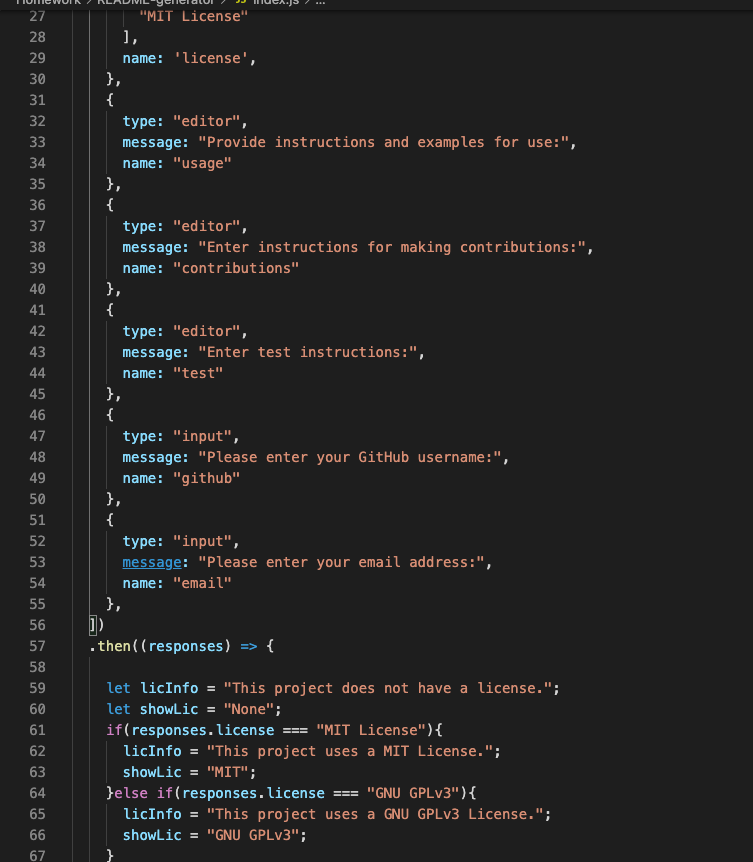 Homework > README-generator > JS index.js > ...
27 "MIT License"
28 ],
29 name: 'license',
30 },
31 {
32 type: "editor",
33 message: "Provide instructions and examples for use:",
34 name: "usage"
35 },
36 {
37 type: "editor",
38 message: "Enter instructions for making contributions:",
39 name: "contributions"
40 },
41 {
42 type: "editor",
43 message: "Enter test instructions:",
44 name: "test"
45 },
46 {
47 type: "input",
48 message: "Please enter your GitHub username:",
49 name: "github"
50 },
51 {
52 type: "input",
53 message: "Please enter your email address:",
54 name: "email"
55 },
56 ])
57 .then((responses) => {
58
59 let licInfo = "This project does not have a license.";
60 let showLic = "None";
61 if(responses.license === "MIT License"){
62 licInfo = "This project uses a MIT License.";
63 showLic = "MIT";
64 }else if(responses.license === "GNU GPLv3"){
65 licInfo = "This project uses a GNU GPLv3 License.";
66 showLic = "GNU GPLv3";
67 }